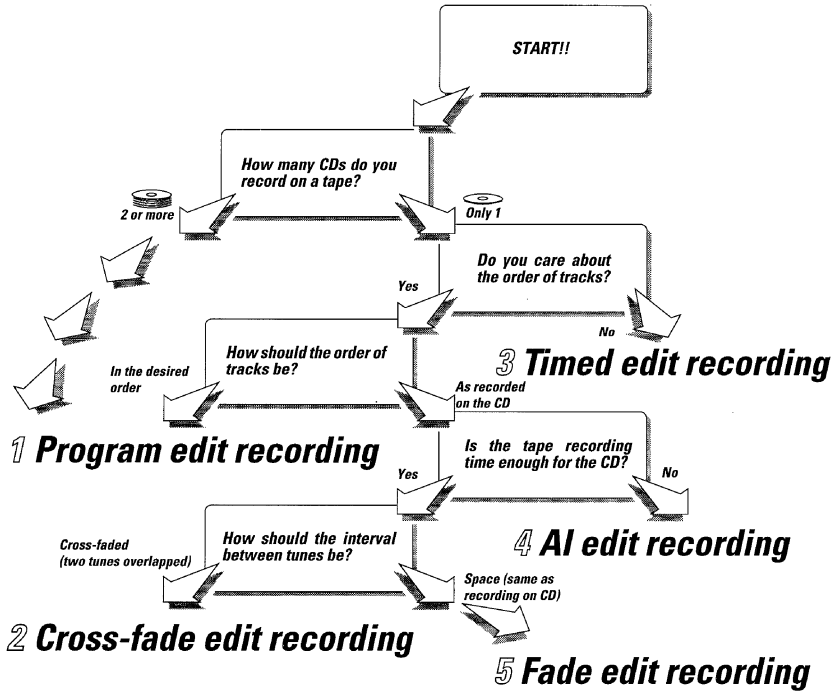 START!!
How many CDs do you
record on a tape?
2 or more
Only 1
Do you care about
the order of tracks?
Yes
No
3 Timed edit recording
How should the order of
tracks be?
In the desired
order
As recorded
on the CD
1 Program edit recording
Is the tape recording
time enough for the CD?
Yes
No
4 AI edit recording
How should the interval
between tunes be?
Cross-faded
(two tunes overlapped)
Space (same as
recording on CD)
2 Cross-fade edit recording
5 Fade edit recording